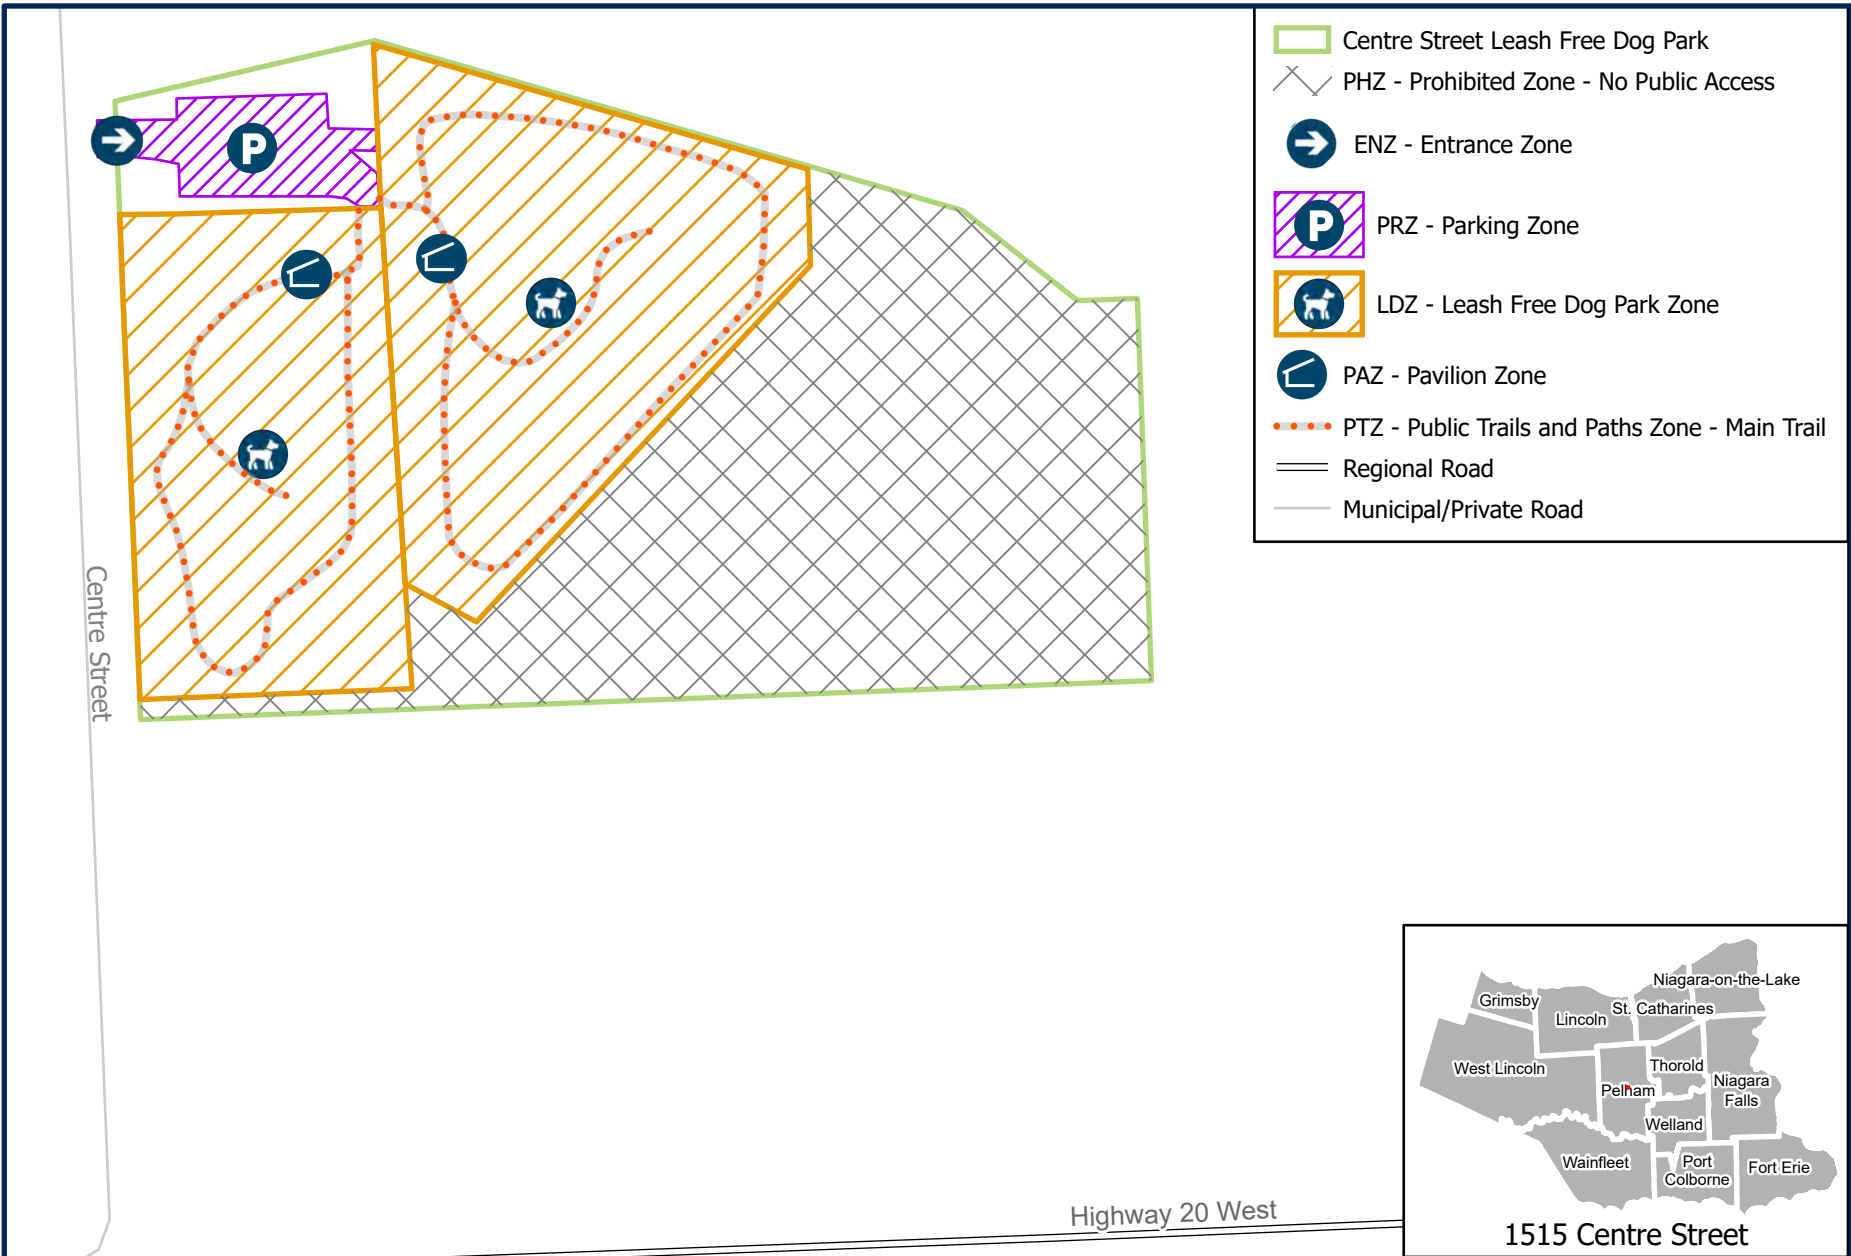 Centre Street Leash Free Dog Park
PHZ - Prohibited Zone - No Public Access
ENZ - Entrance Zone
P
PRZ - Parking Zone
P
LDZ - Leash Free Dog Park Zone
PAZ - Pavilion Zone
PTZ - Public Trails and Paths Zone - Main Trail
Regional Road
Municipal/Private Road
Centre Street
Highway 20 West
Niagara-on-the-Lake
Grimsby
St. Catharines
Lincoln
West Lincoln
Thorold
Pelham
Niagara
Falls
Welland
Wainfleet
Port
Colborne
Fort Erie
1515 Centre Street